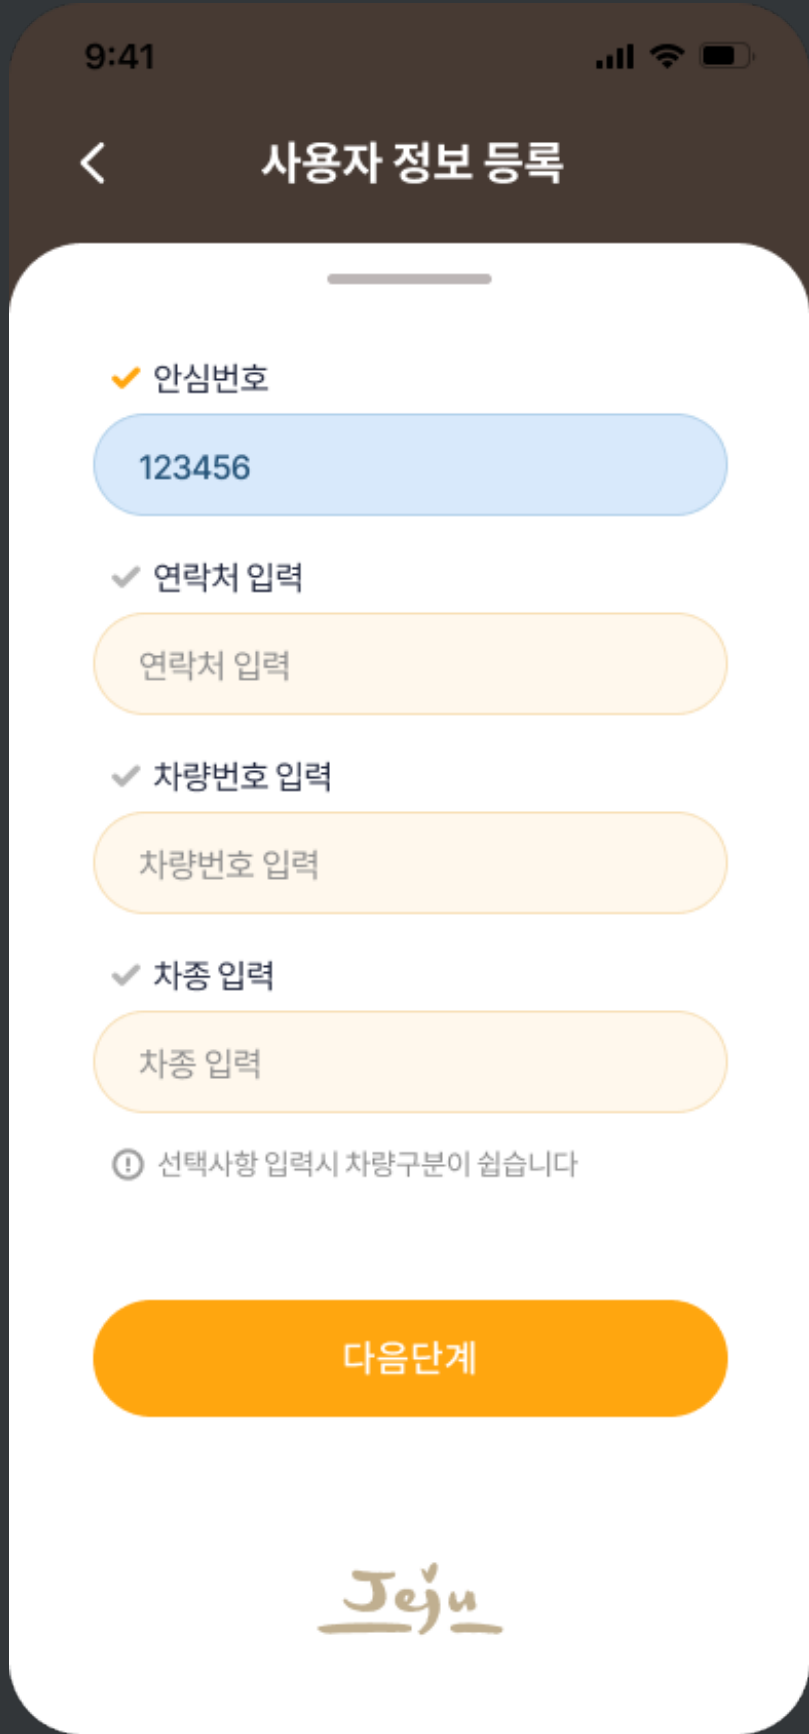 9:41
사용자 정보 등록
안심번호
123456
연락처 입력
연락처 입력
차량번호 입력
차량번호 입력
차종 입력
차종 입력
선택사항 입력시 차량구분이 쉽습니다
다음단계
Jeju